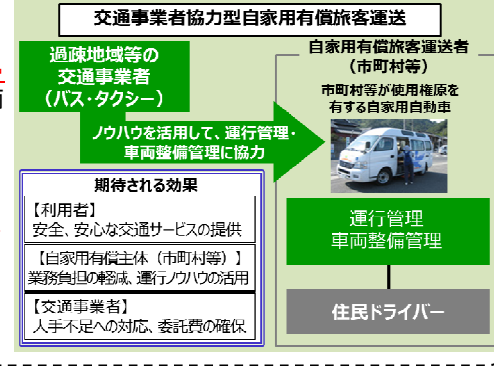 交通事業者協力型自家用有償旅客運送
過疎地域等の
交通事業者
（バス・タクシー）
自家用有償旅客運送者
（市町村等）
市町村等が使用権原を
有する自家用自動車
ノウハウを活用して、運行管理・
車両整備管理に協力
期待される効果
【利用者】
安全、安心な交通サービスの提供
【自家用有償主体（市町村等）】
業務負担の軽減、運行ノウハウの活用
【交通事業者】
人手不足への対応、委託費の確保
運行管理
車両整備管理
住民ドライバー